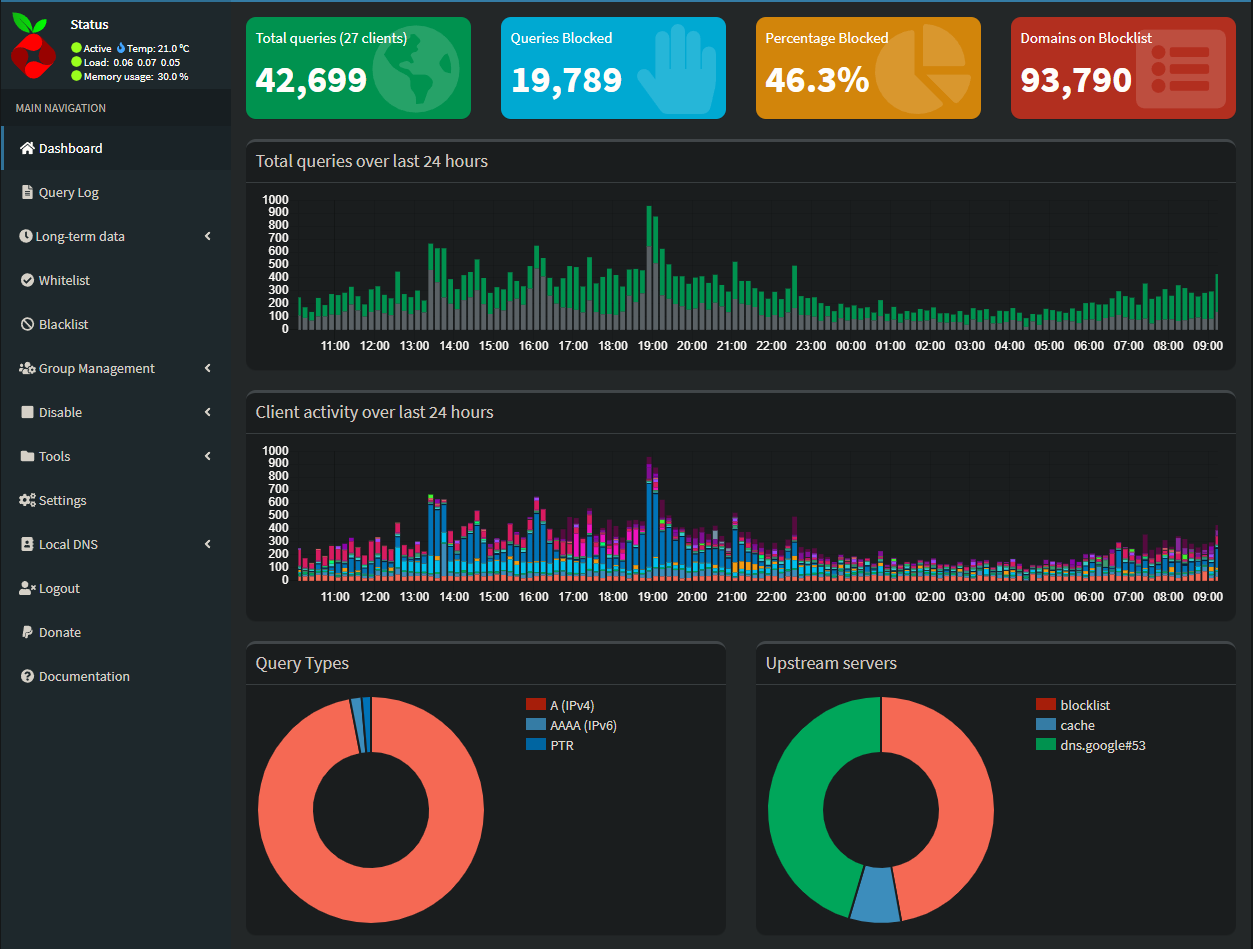 Status
Active Temp: 21.0 ⁰C
Load: 0.06 0.07 0.05
Memory usage: 30.0 %
MAIN NAVIGATION
Dashboard
Query Log
Long-term data
Whitelist
Blacklist
Group Management
Disable
Tools
Settings
Local DNS
Logout
Donate
Documentation
Total queries (27 clients)
42,699
Queries Blocked
19,789
Percentage Blocked
46.3%
Domains on Blocklist
93,790
Total queries over last 24 hours
1000
900
800
700
600
500
400
300
200
100
0
11:00 12:00 13:00 14:00 15:00 16:00 17:00 18:00 19:00 20:00 21:00 22:00 23:00 00:00 01:00 02:00 03:00 04:00 05:00 06:00 07:00 08:00 09:00
Client activity over last 24 hours
1000
900
800
700
600
500
400
300
200
100
0
11:00 12:00 13:00 14:00 15:00 16:00 17:00 18:00 19:00 20:00 21:00 22:00 23:00 00:00 01:00 02:00 03:00 04:00 05:00 06:00 07:00 08:00 09:00
Query Types
A (IPv4)
AAAA (IPv6)
PTR
Upstream servers
blocklist
cache
dns.google#53